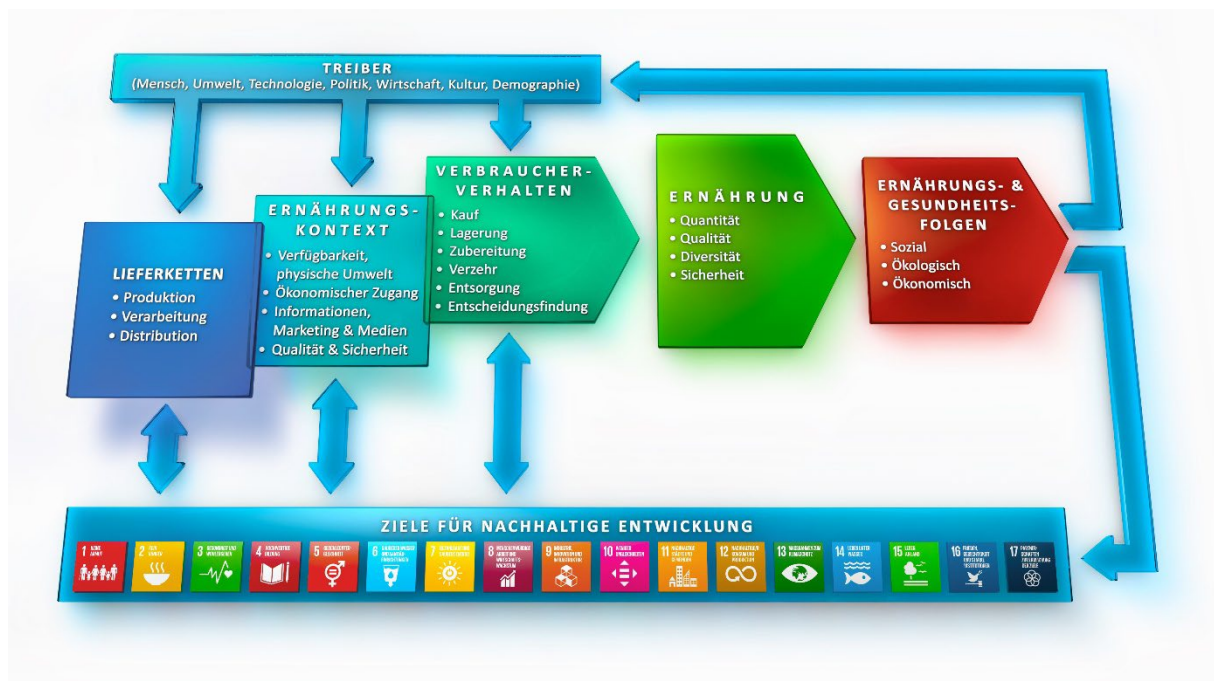 TREIBER
(Mensch, Umwelt, Technologie, Politik, Wirtschaft, Kultur, Demographie)
LIEFERKETTEN
• Produktion
• Verarbeitung
• Distribution
ERNÄHRUNGS-
KONTEXT
• Verfügbarkeit,
physische Umwelt
• Ökonomischer Zugang
• Informationen,
Marketing & Medien
• Qualität & Sicherheit
VERBRAUCHER-
VERHALTEN
• Kauf
• Lagerung
• Zubereitung
• Verzehr
• Entsorgung
• Entscheidungsfindung
ERNÄHRUNG
• Quantität
• Qualität
• Diversität
• Sicherheit
ERNÄHRUNGS- &
GESUNDHEITS-
FOLGEN
• Sozial
• Ökologisch
• Ökonomisch
ZIELE FÜR NACHHALTIGE ENTWICKLUNG
1
2
3
4
5
6
7
8
9
10
11
12
13
14
15
16
17